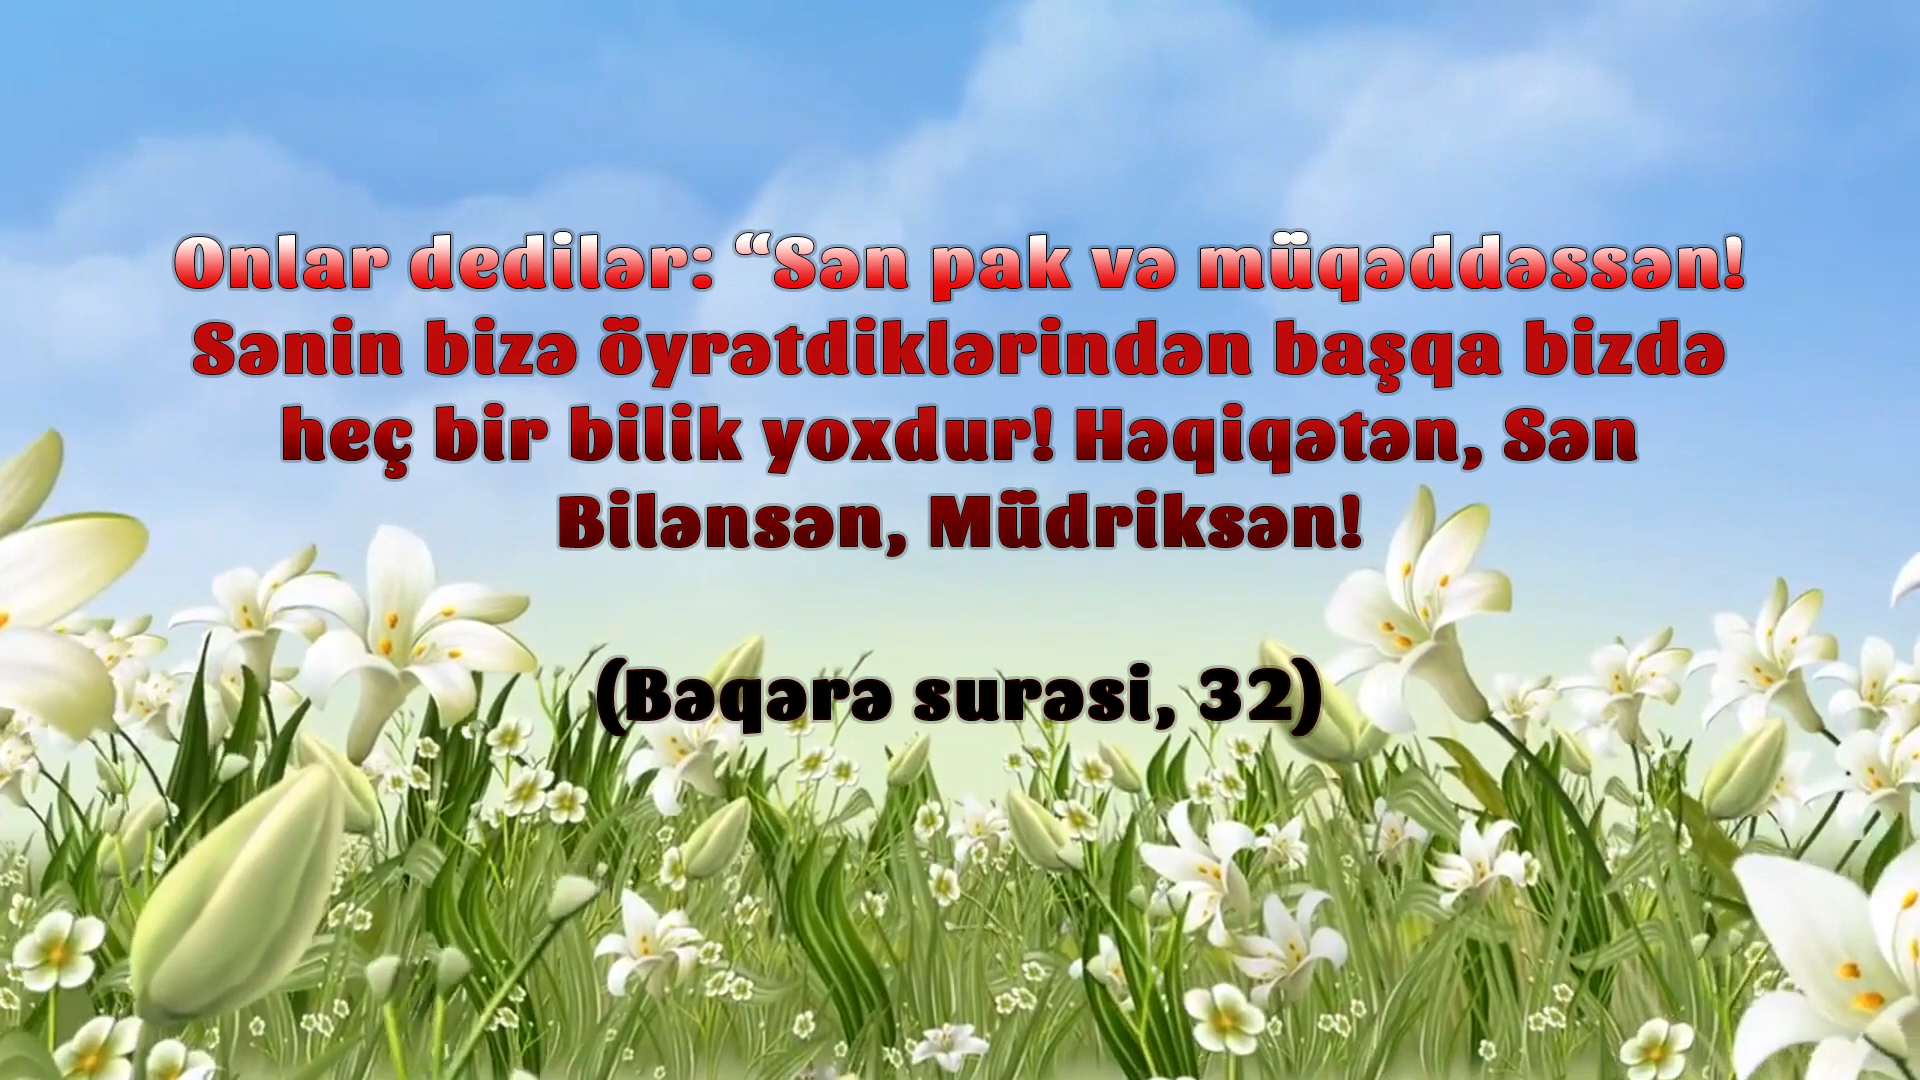 Onlar dedilər: “Sən pak və müqəddəssən!
Sənin bizə õyrətdiklərindən başqa bizdə
heç bir bilik yoxdur! Həqiqətən, Sən
Bilənsən, Müdriksən!
(Bəqərə surəsi, 32)